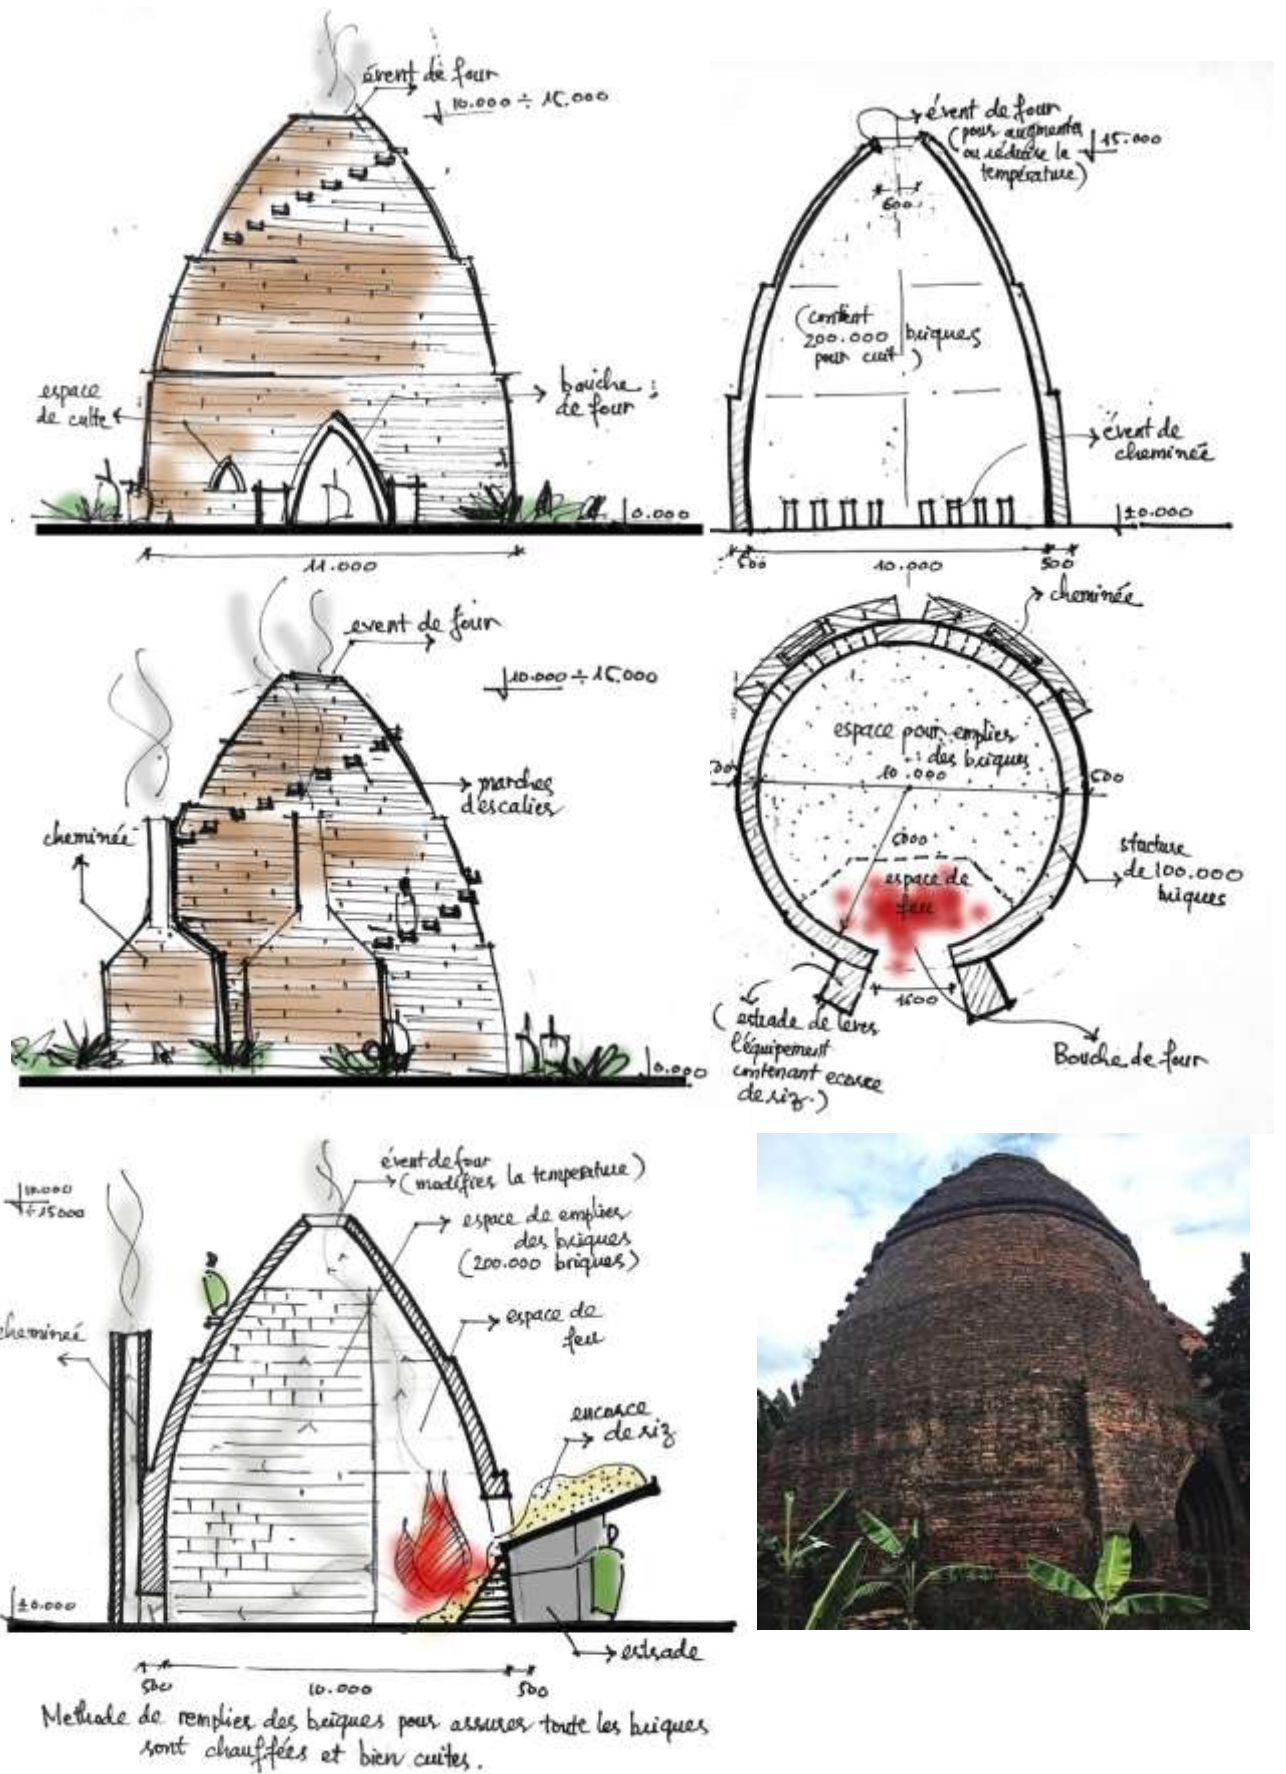 évent de four
10.000 ÷ 15.000
espace
de culte
bouche
de four
0.000
11.000
évent de four
(pour augmenter
ou réduire la
température)
15.000
600
(contient
200.000 briques
pour cuit)
évent de
cheminée
±0.000
500
10.000
500
event de four
10.000 ÷ 15.000
marches
d'escalier
cheminée
0.000
cheminée
espace pour emplier
des briques
10.000
500
5000
espace de
feu
stucture
de 100.000
briques
1600
(estrade de lever
l'équipement
contenant ecorce
de riz.)
Bouche de four
10.000
÷15000
évent de four
(modifier la temperature)
espace de emplier
des briques
(200.000 briques)
cheminée
espace de
feu
encorce
de riz
±0.000
estrade
500
10.000
500
Methode de remplier des briques pour assurer toute les briques
sont chauffées et bien cuites.